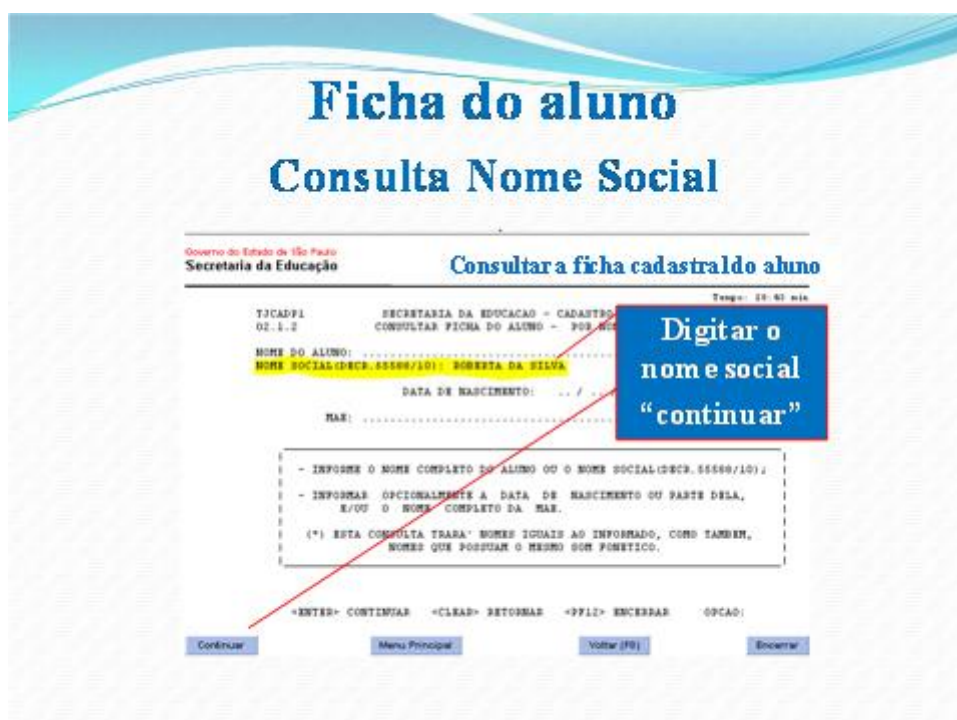 Ficha do aluno
Consulta Nome Social
Governo do Estado de São Paulo
Secretaria da Educação
Consultar a ficha cadastral do aluno
Tempo: 18:43 min
TJCADP1 SECRETARIA DA EDUCACAO - CADASTRO
02.1.2 CONSULTAR FICHA DO ALUNO - POR NOM
Digitar o
nome social
“continuar”
NOME DO ALUNO:
NOME SOCIAL(DECR.55588/10): ROBERTA DA SILVA
DATA DE NASCIMENTO: .. / ..
MAE:
- INFORME O NOME COMPLETO DO ALUNO OU O NOME SOCIAL(DECR.55588/10);
- INFORMAR OPCIONALMENTE A DATA DE NASCIMENTO OU PARTE DELA,
E/OU O NOME COMPLETO DA MAE.
(*) ESTA CONSULTA TRARA' NOMES IGUAIS AO INFORMADO, COMO TAMBEM,
NOMES QUE POSSUAM O MESMO SOM FONETICO.
<ENTER> CONTINUAR <CLEAR> RETORNAR <PF12> ENCERRAR OPCAO:
Continuar Menu Principal Voltar (F8) Encerrar